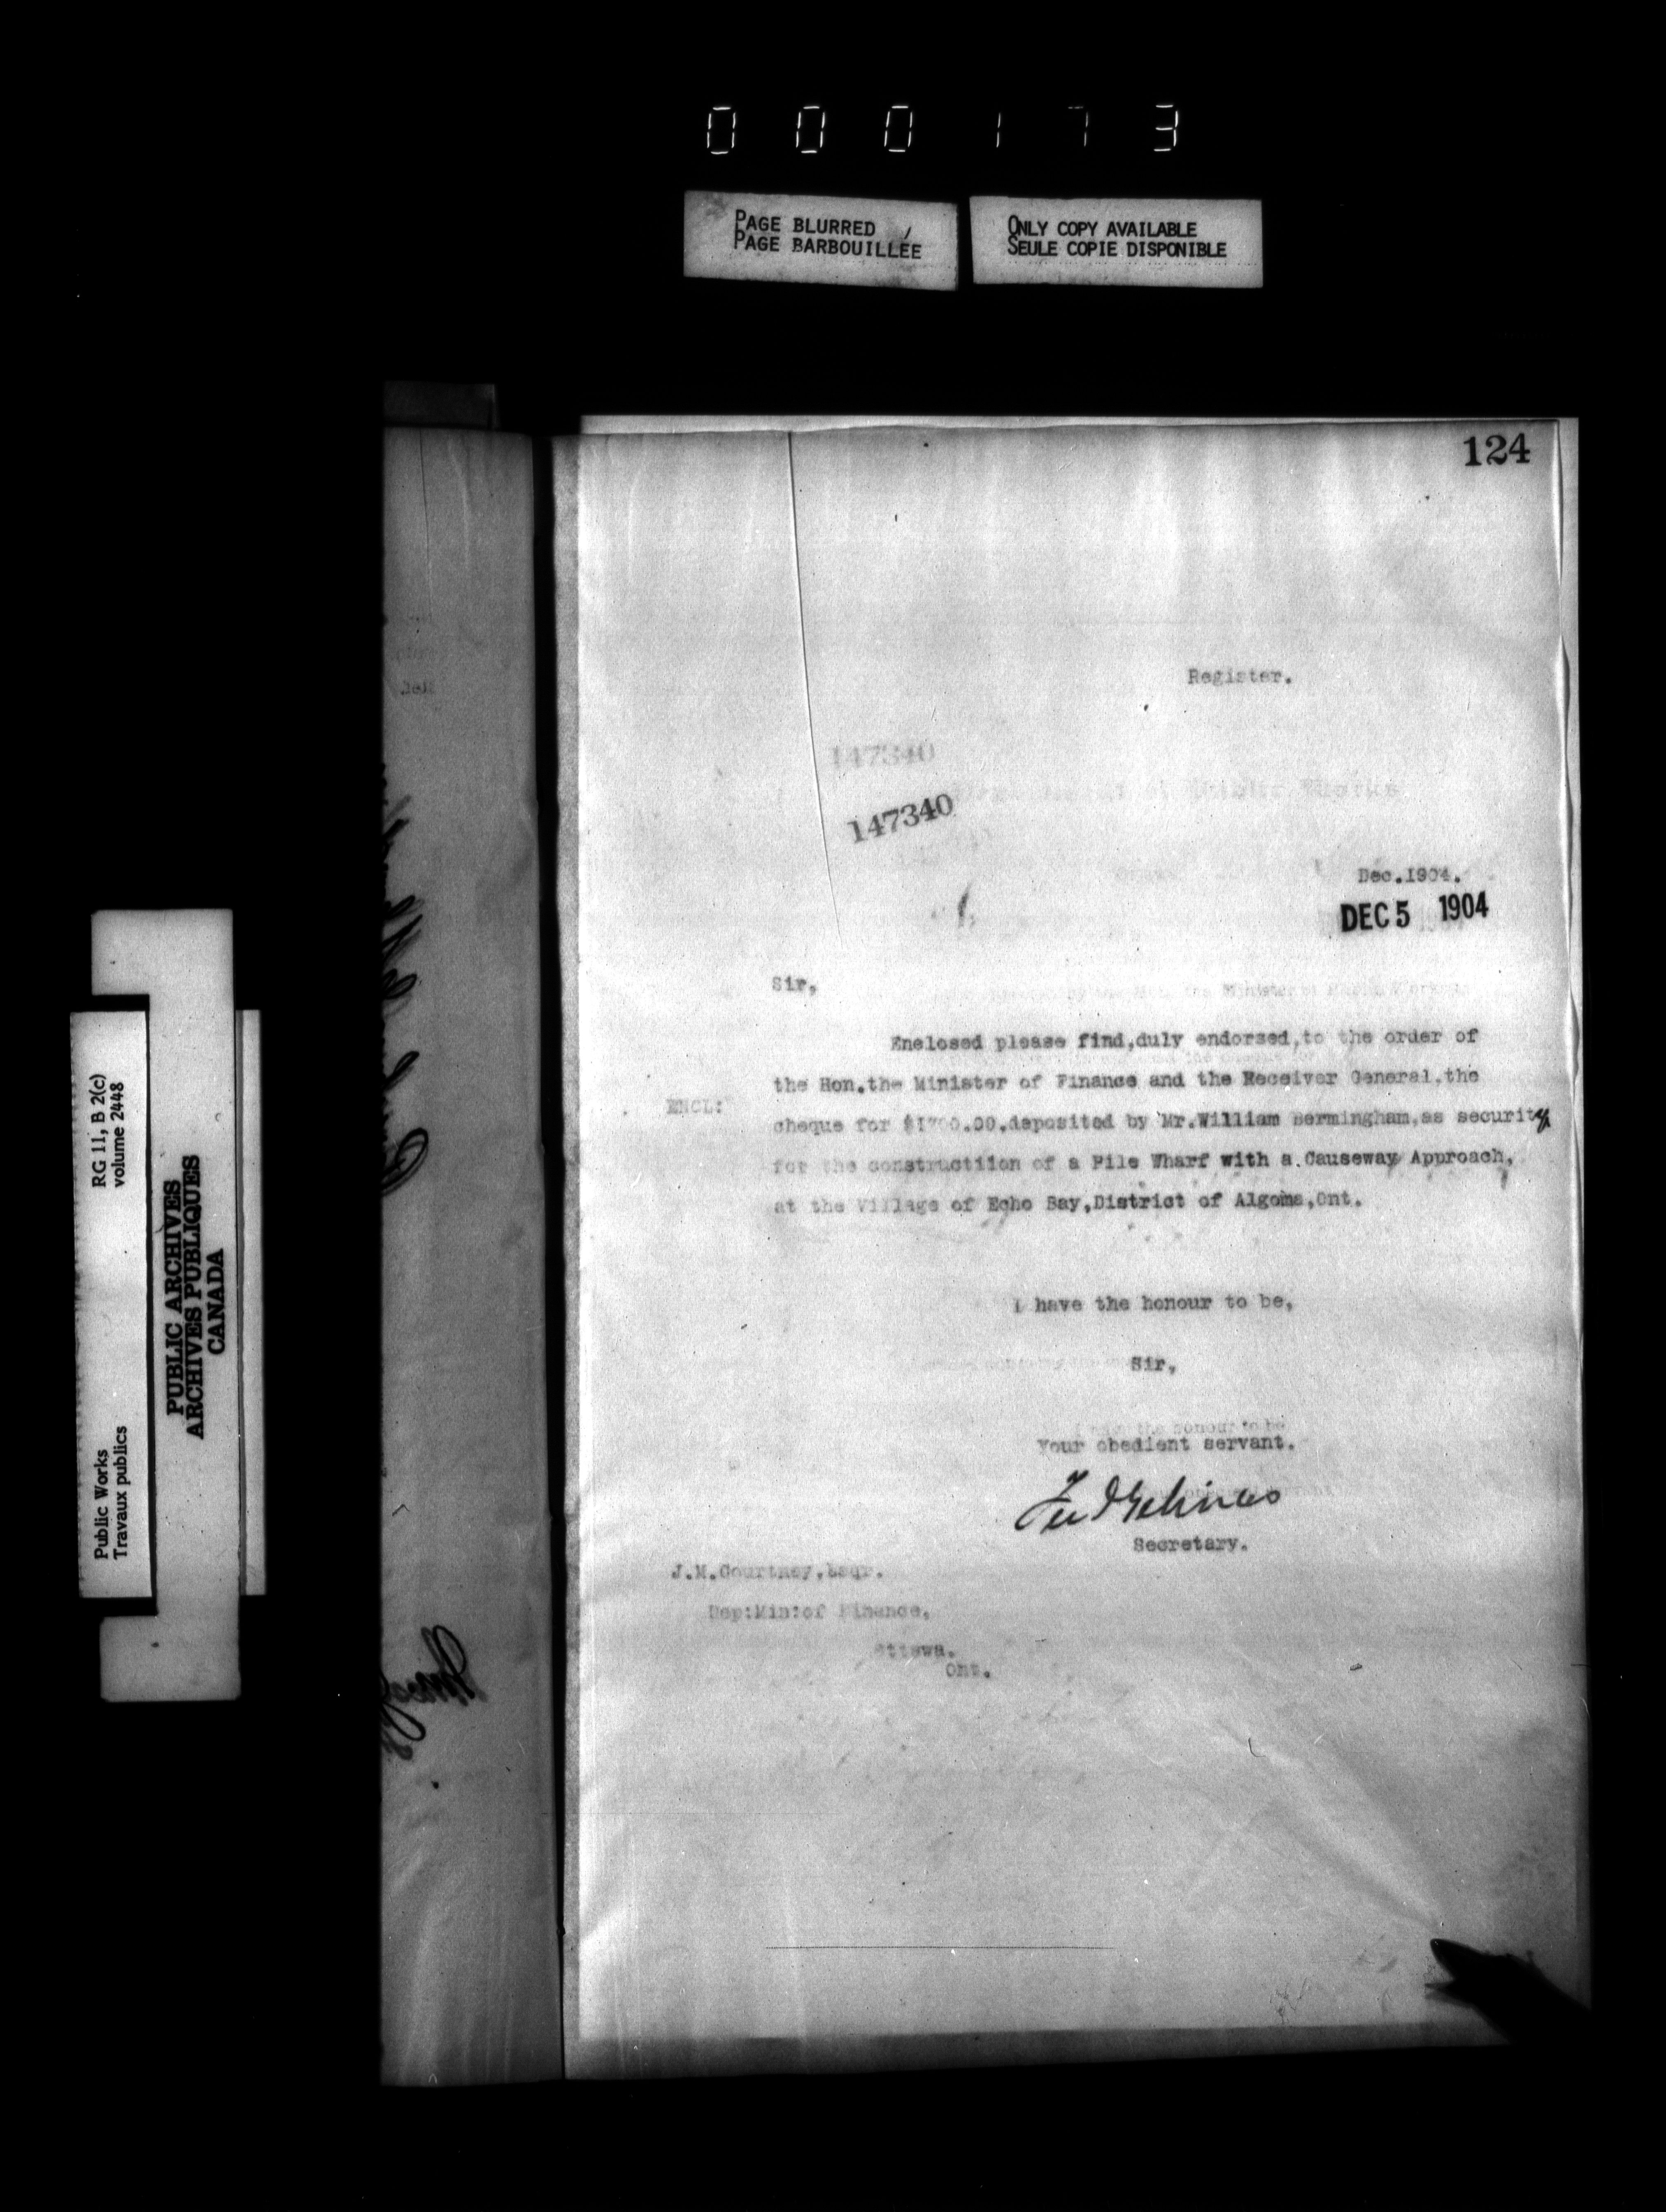 000173
PAGE BLURRED
PAGE BARBOUILLÉE
ONLY COPY AVAILABLE
SEULE COPIE DISPONIBLE
124
Register.
147340
147340
Dec.1904.
DEC 5 1904
Sir,
Enclosed please find,duly endorsed,to the order of
the Hon.the Minister of Finance and the Receiver General,the
ENCL:
cheque for $1700.00,deposited by Mr.William Bermingham,as security
for the constructiion of a Pile Wharf with a Causeway Approach,
at the Village of Echo Bay,District of Algoma,Ont.
I have the honour to be,
Sir,
Your obedient servant.
Fred Gelinas
Secretary.
J.M.Courtney,Esqr.
Dep:Min:of Finance,
Ottawa.
Ont.
RG 11, B 2(c)
volume 2448
Public Works
Travaux publics
PUBLIC ARCHIVES
ARCHIVES PUBLIQUES
CANADA